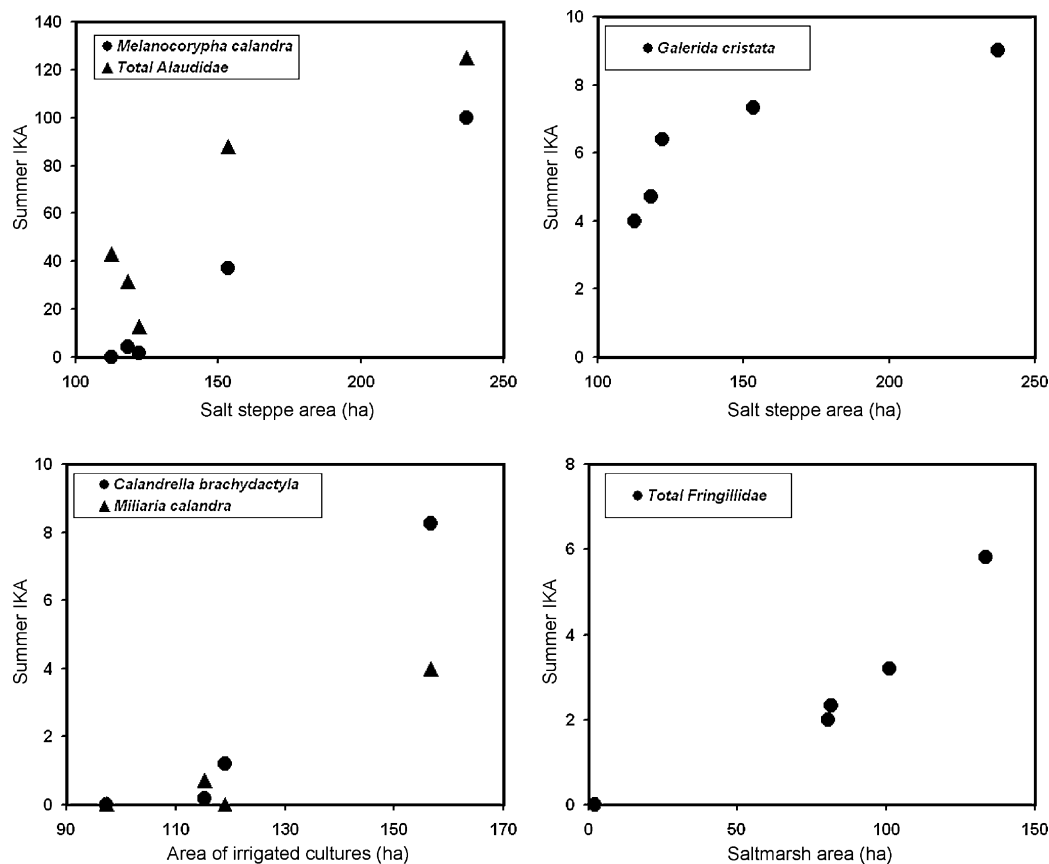 140
120
100
80
60
40
20
0
Summer IKA
Melanocorypha calandra
Total Alaudidae
100 150 200 250
Salt steppe area (ha)
10
8
6
4
2
0
Summer IKA
Galerida cristata
100 150 200 250
Salt steppe area (ha)
10
8
6
4
2
0
Summer IKA
Calandrella brachydactyla
Miliaria calandra
90 110 130 150 170
Area of irrigated cultures (ha)
8
6
4
2
0
Summer IKA
Total Fringillidae
0 50 100 150
Saltmarsh area (ha)